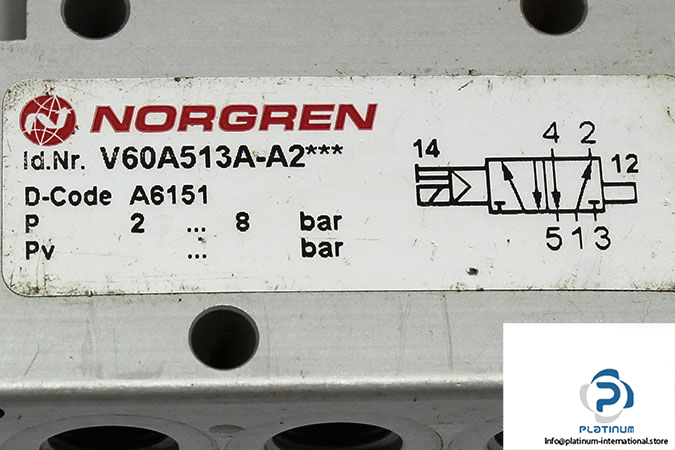 NORGREN
Id.Nr. V60A513A-A2***
D-Code A6151
P 2 ... 8 bar
Pv ... bar
14 4 2 12
5 1 3
P
PLATINUM
info@platinum-international.store